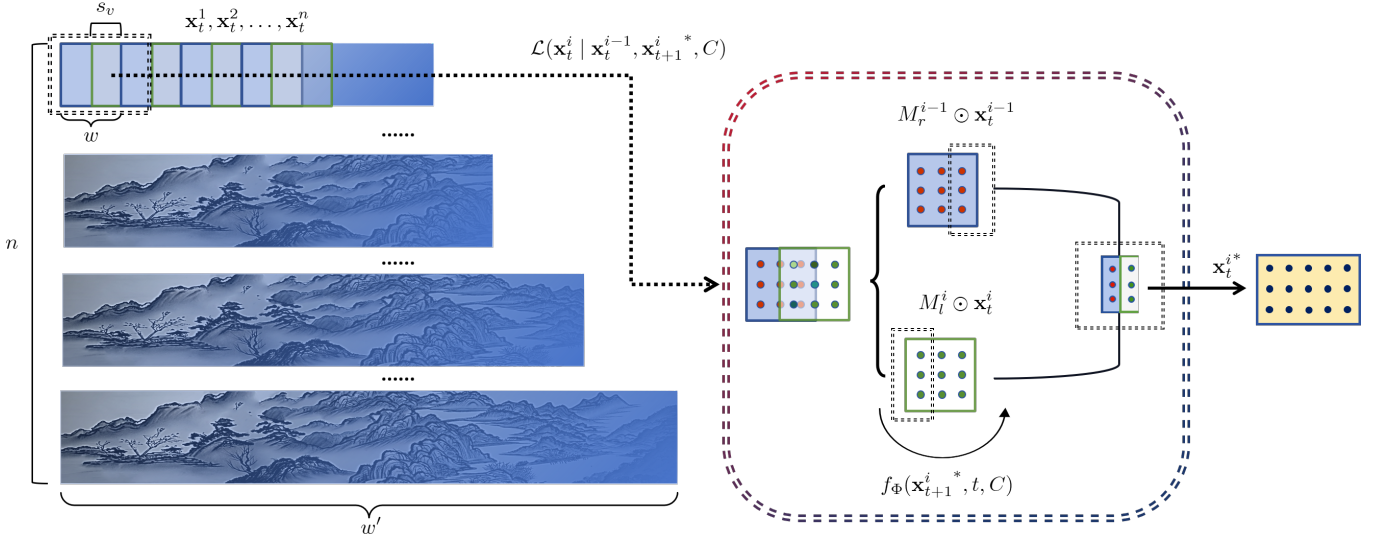 s_v
x_t^1, x_t^2, ..., x_t^n
L(x_t^i | x_t^{i-1}, x_{t+1}^i*, C)
w
n
w′
......
......
......
M_r^{i-1} ⊙ x_t^{i-1}
M_l^i ⊙ x_t^i
f_Φ(x_{t+1}^i*, t, C)
x_t^i*